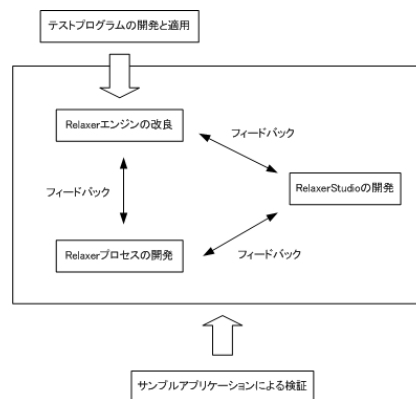 テストプログラムの開発と適用
Relaxerエンジンの改良
フィードバック
RelaxerStudioの開発
フィードバック
フィードバック
Relaxerプロセスの開発
サンプルアプリケーションによる検証